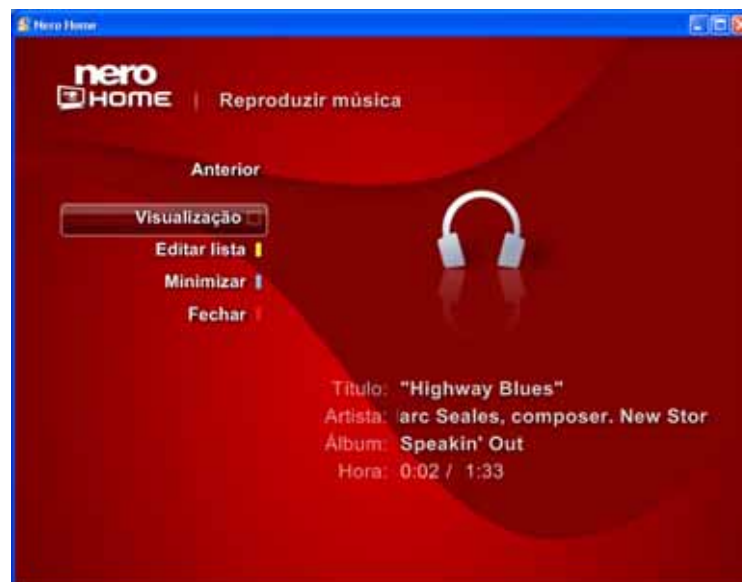 Nero Home
nero
HOME | Reproduzir música
Anterior
Visualização
Editar lista
Minimizar
Fechar
Título: "Highway Blues"
Artista: arc Seales, composer. New Stor
Álbum: Speakin' Out
Hora: 0:02 / 1:33